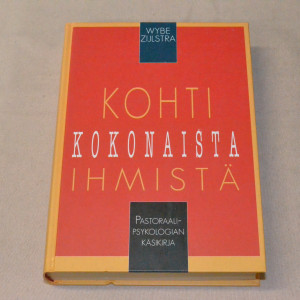 WYBE
ZIJLSTRA
KOHTI
KOKONAISTA
IHMISTÄ
PASTORAALI-
PSYKOLOGIAN
KÄSIKIRJA